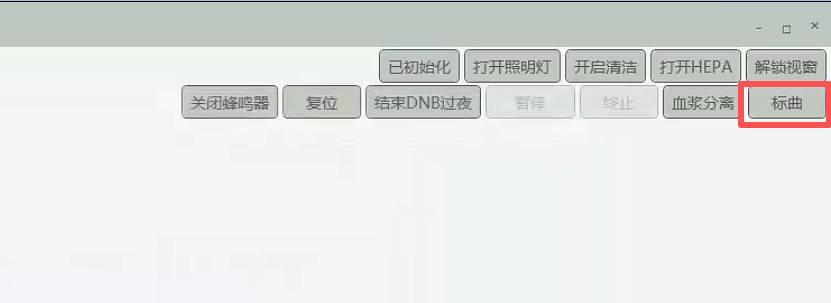 已初始化 打开照明灯 开启清洁 打开HEPA 解锁视窗
关闭蜂鸣器 复位 结束DNB过夜 暂停 终止 血浆分离 标曲